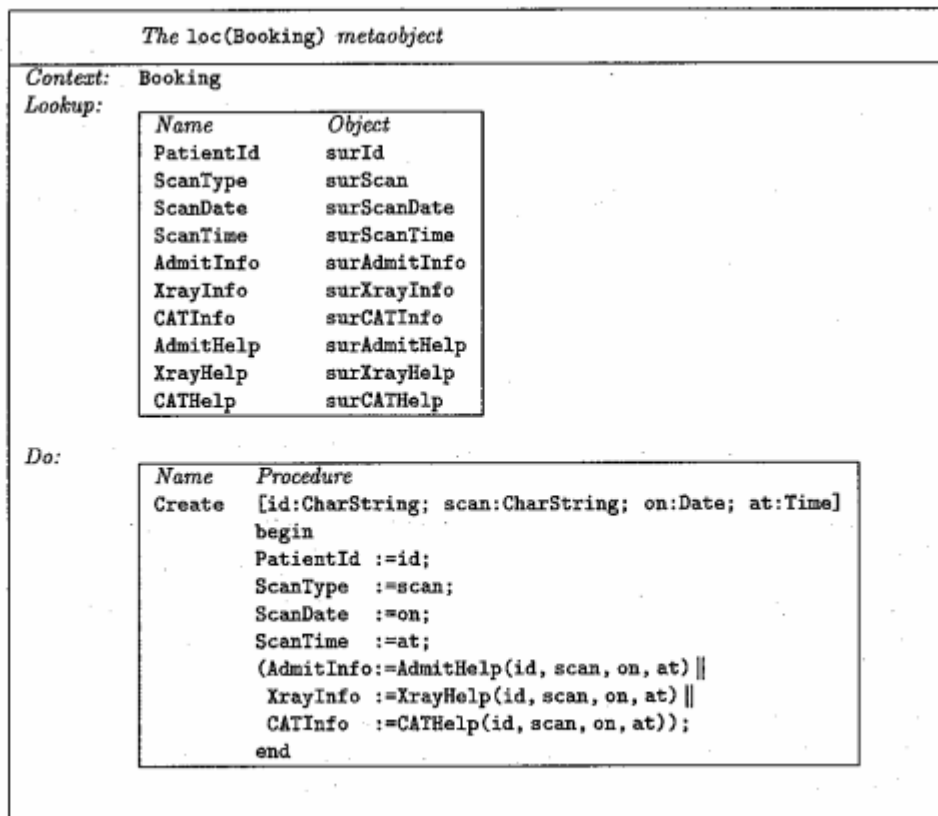 The loc(Booking) metaobject
Context: Booking
Lookup:
Name Object
PatientId surId
ScanType surScan
ScanDate surScanDate
ScanTime surScanTime
AdmitInfo surAdmitInfo
XrayInfo surXrayInfo
CATInfo surCATInfo
AdmitHelp surAdmitHelp
XrayHelp surXrayHelp
CATHelp surCATHelp
Do:
Name Procedure
Create [id:CharString; scan:CharString; on:Date; at:Time]
begin
PatientId :=id;
ScanType :=scan;
ScanDate :=on;
ScanTime :=at;
(AdmitInfo:=AdmitHelp(id, scan, on, at) ||
XrayInfo :=XrayHelp(id, scan, on, at) ||
CATInfo :=CATHelp(id, scan, on, at));
end